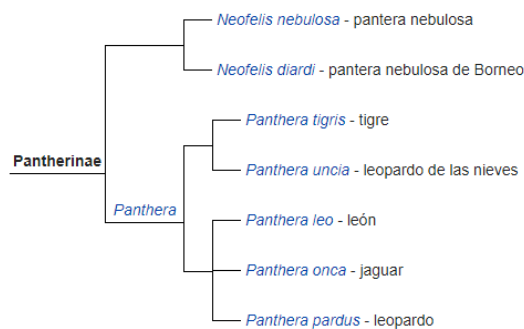 Neofelis nebulosa - pantera nebulosa
Neofelis diardi - pantera nebulosa de Borneo
Panthera tigris - tigre
Pantherinae
Panthera uncia - leopardo de las nieves
Panthera
Panthera leo - león
Panthera onca - jaguar
Panthera pardus - leopardo